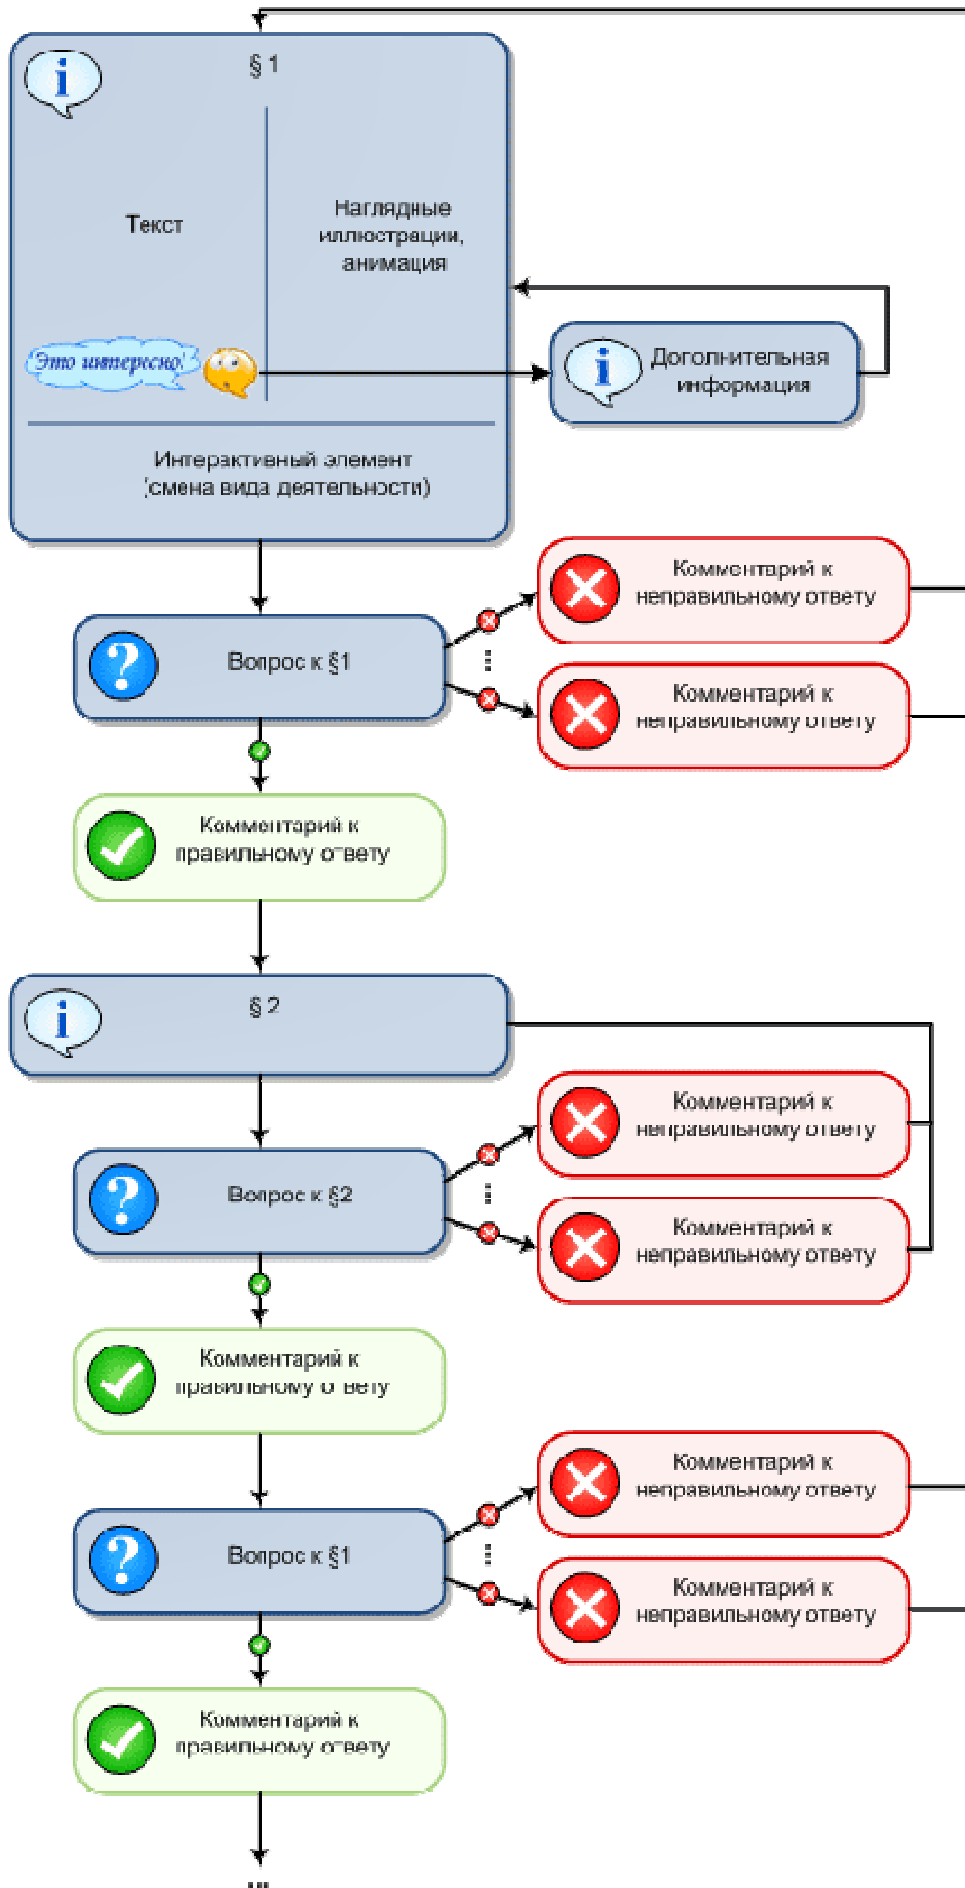 § 1
Текст
Наглядные
иллюстрации,
анимация
Это интересно!
Дополнительная
информация
Интерактивный элемент
(смена вида деятельности)
Комментарий к
неправильному ответу
Вопрос к §1
Комментарий к
неправильному ответу
Комментарий к
правильному ответу
§ 2
Комментарий к
неправильному ответу
Вопрос к §2
Комментарий к
неправильному ответу
Комментарий к
правильному ответу
Комментарий к
неправильному ответу
Вопрос к §1
Комментарий к
неправильному ответу
Комментарий к
правильному ответу
...